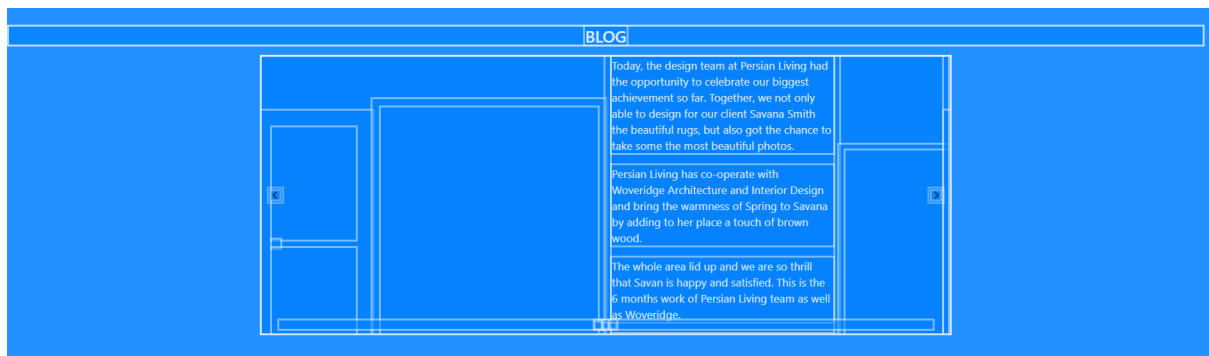 BLOG
Today, the design team at Persian Living had
the opportunity to celebrate our biggest
achievement so far. Together, we not only
able to design for our client Savana Smith
the beautiful rugs, but also got the chance to
take some the most beautiful photos.
Persian Living has co-operate with
Woveridge Architecture and Interior Design
and bring the warmness of Spring to Savana
by adding to her place a touch of brown
wood.
The whole area lid up and we are so thrill
that Savan is happy and satisfied. This is the
6 months work of Persian Living team as well
as Woveridge.